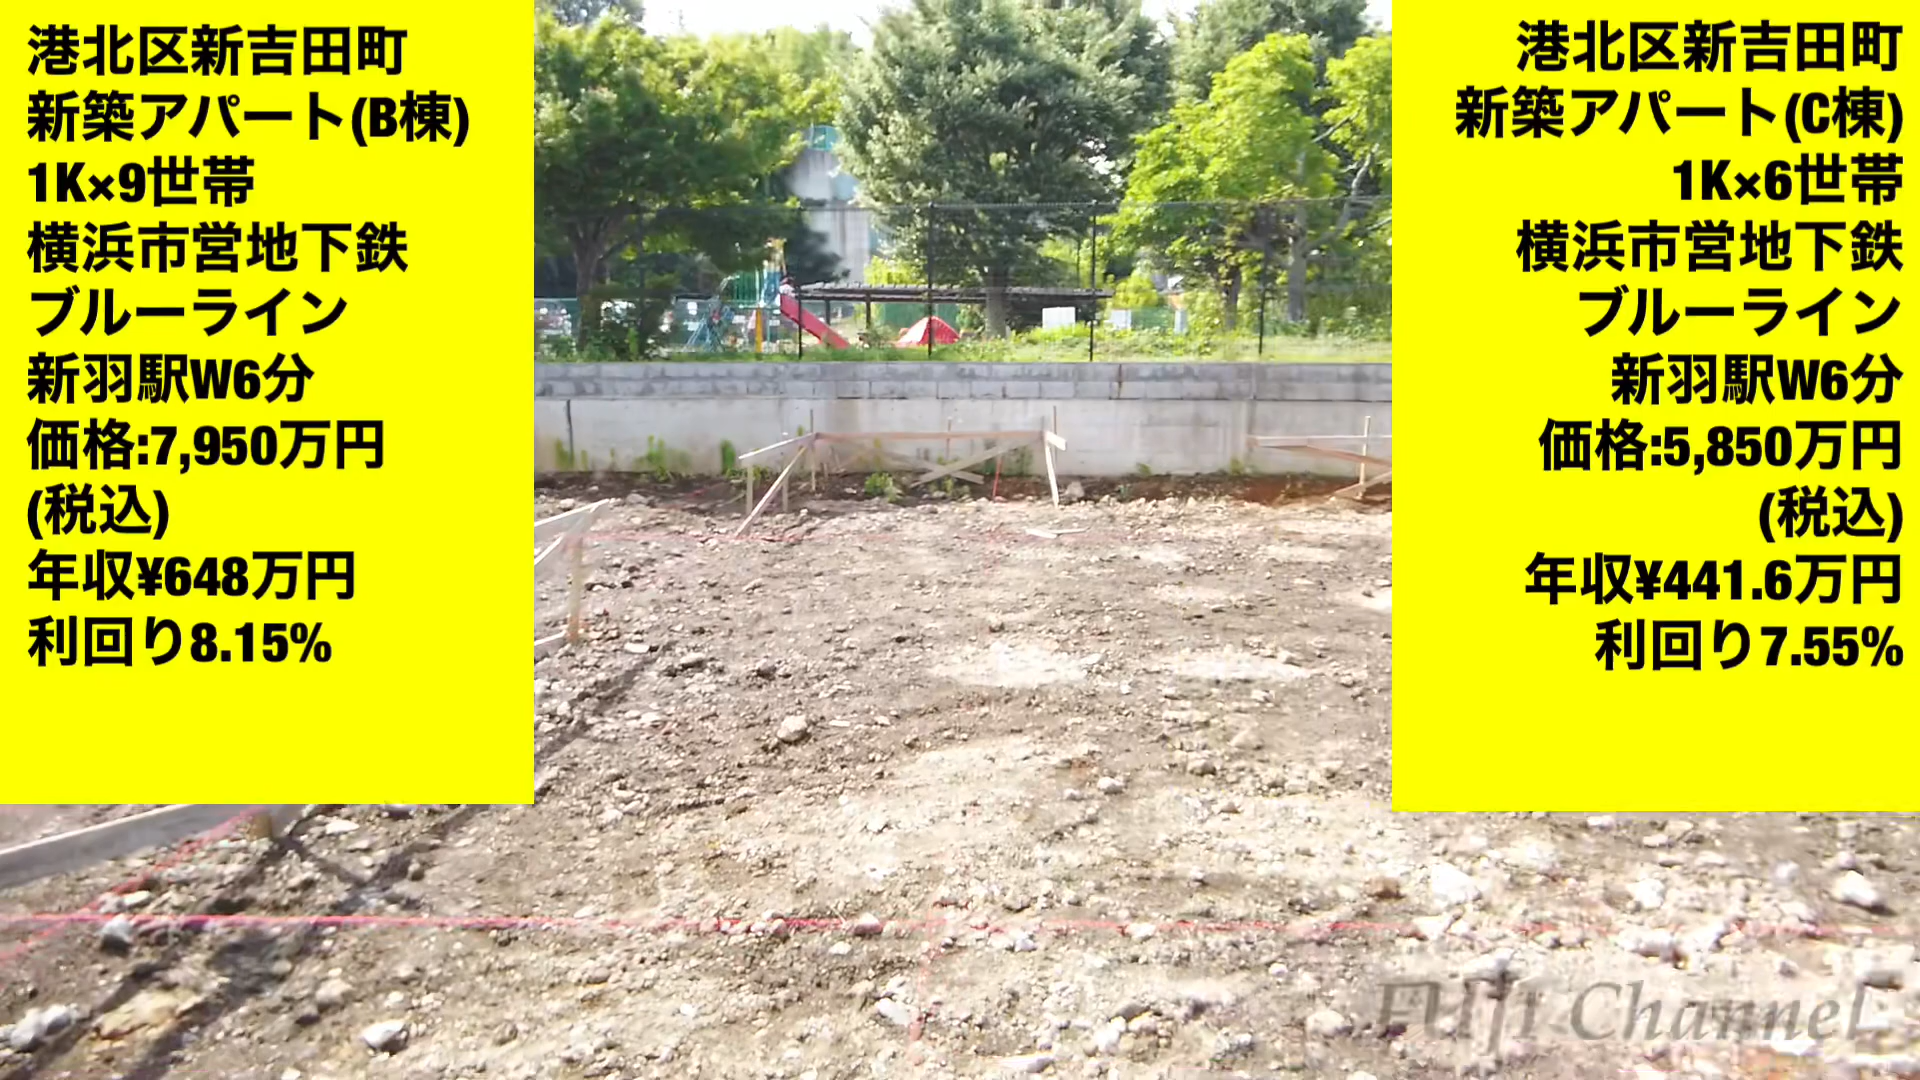 港北区新吉田町
新築アパート(B棟)
1K×9世帯
横浜市営地下鉄
ブルーライン
新羽駅W6分
価格:7,950万円
(税込)
年収¥648万円
利回り8.15%
港北区新吉田町
新築アパート(C棟)
1K×6世帯
横浜市営地下鉄
ブルーライン
新羽駅W6分
価格:5,850万円
(税込)
年収¥441.6万円
利回り7.55%
FUJI Channel